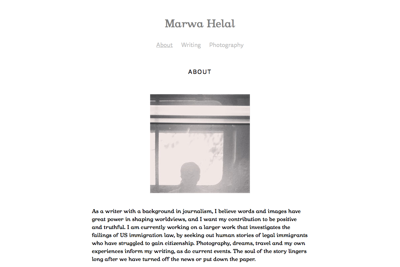 Marwa Helal
About Writing Photography
ABOUT
As a writer with a background in journalism, I believe words and images have
great power in shaping worldviews, and I want my contribution to be positive
and truthful. I am currently working on a larger work that investigates the
failings of US immigration law, by seeking out human stories of legal immigrants
who have struggled to gain citizenship. Photography, dreams, travel and my own
experiences inform my writing, as do current events. The soul of the story lingers
long after we have turned off the news or put down the paper.